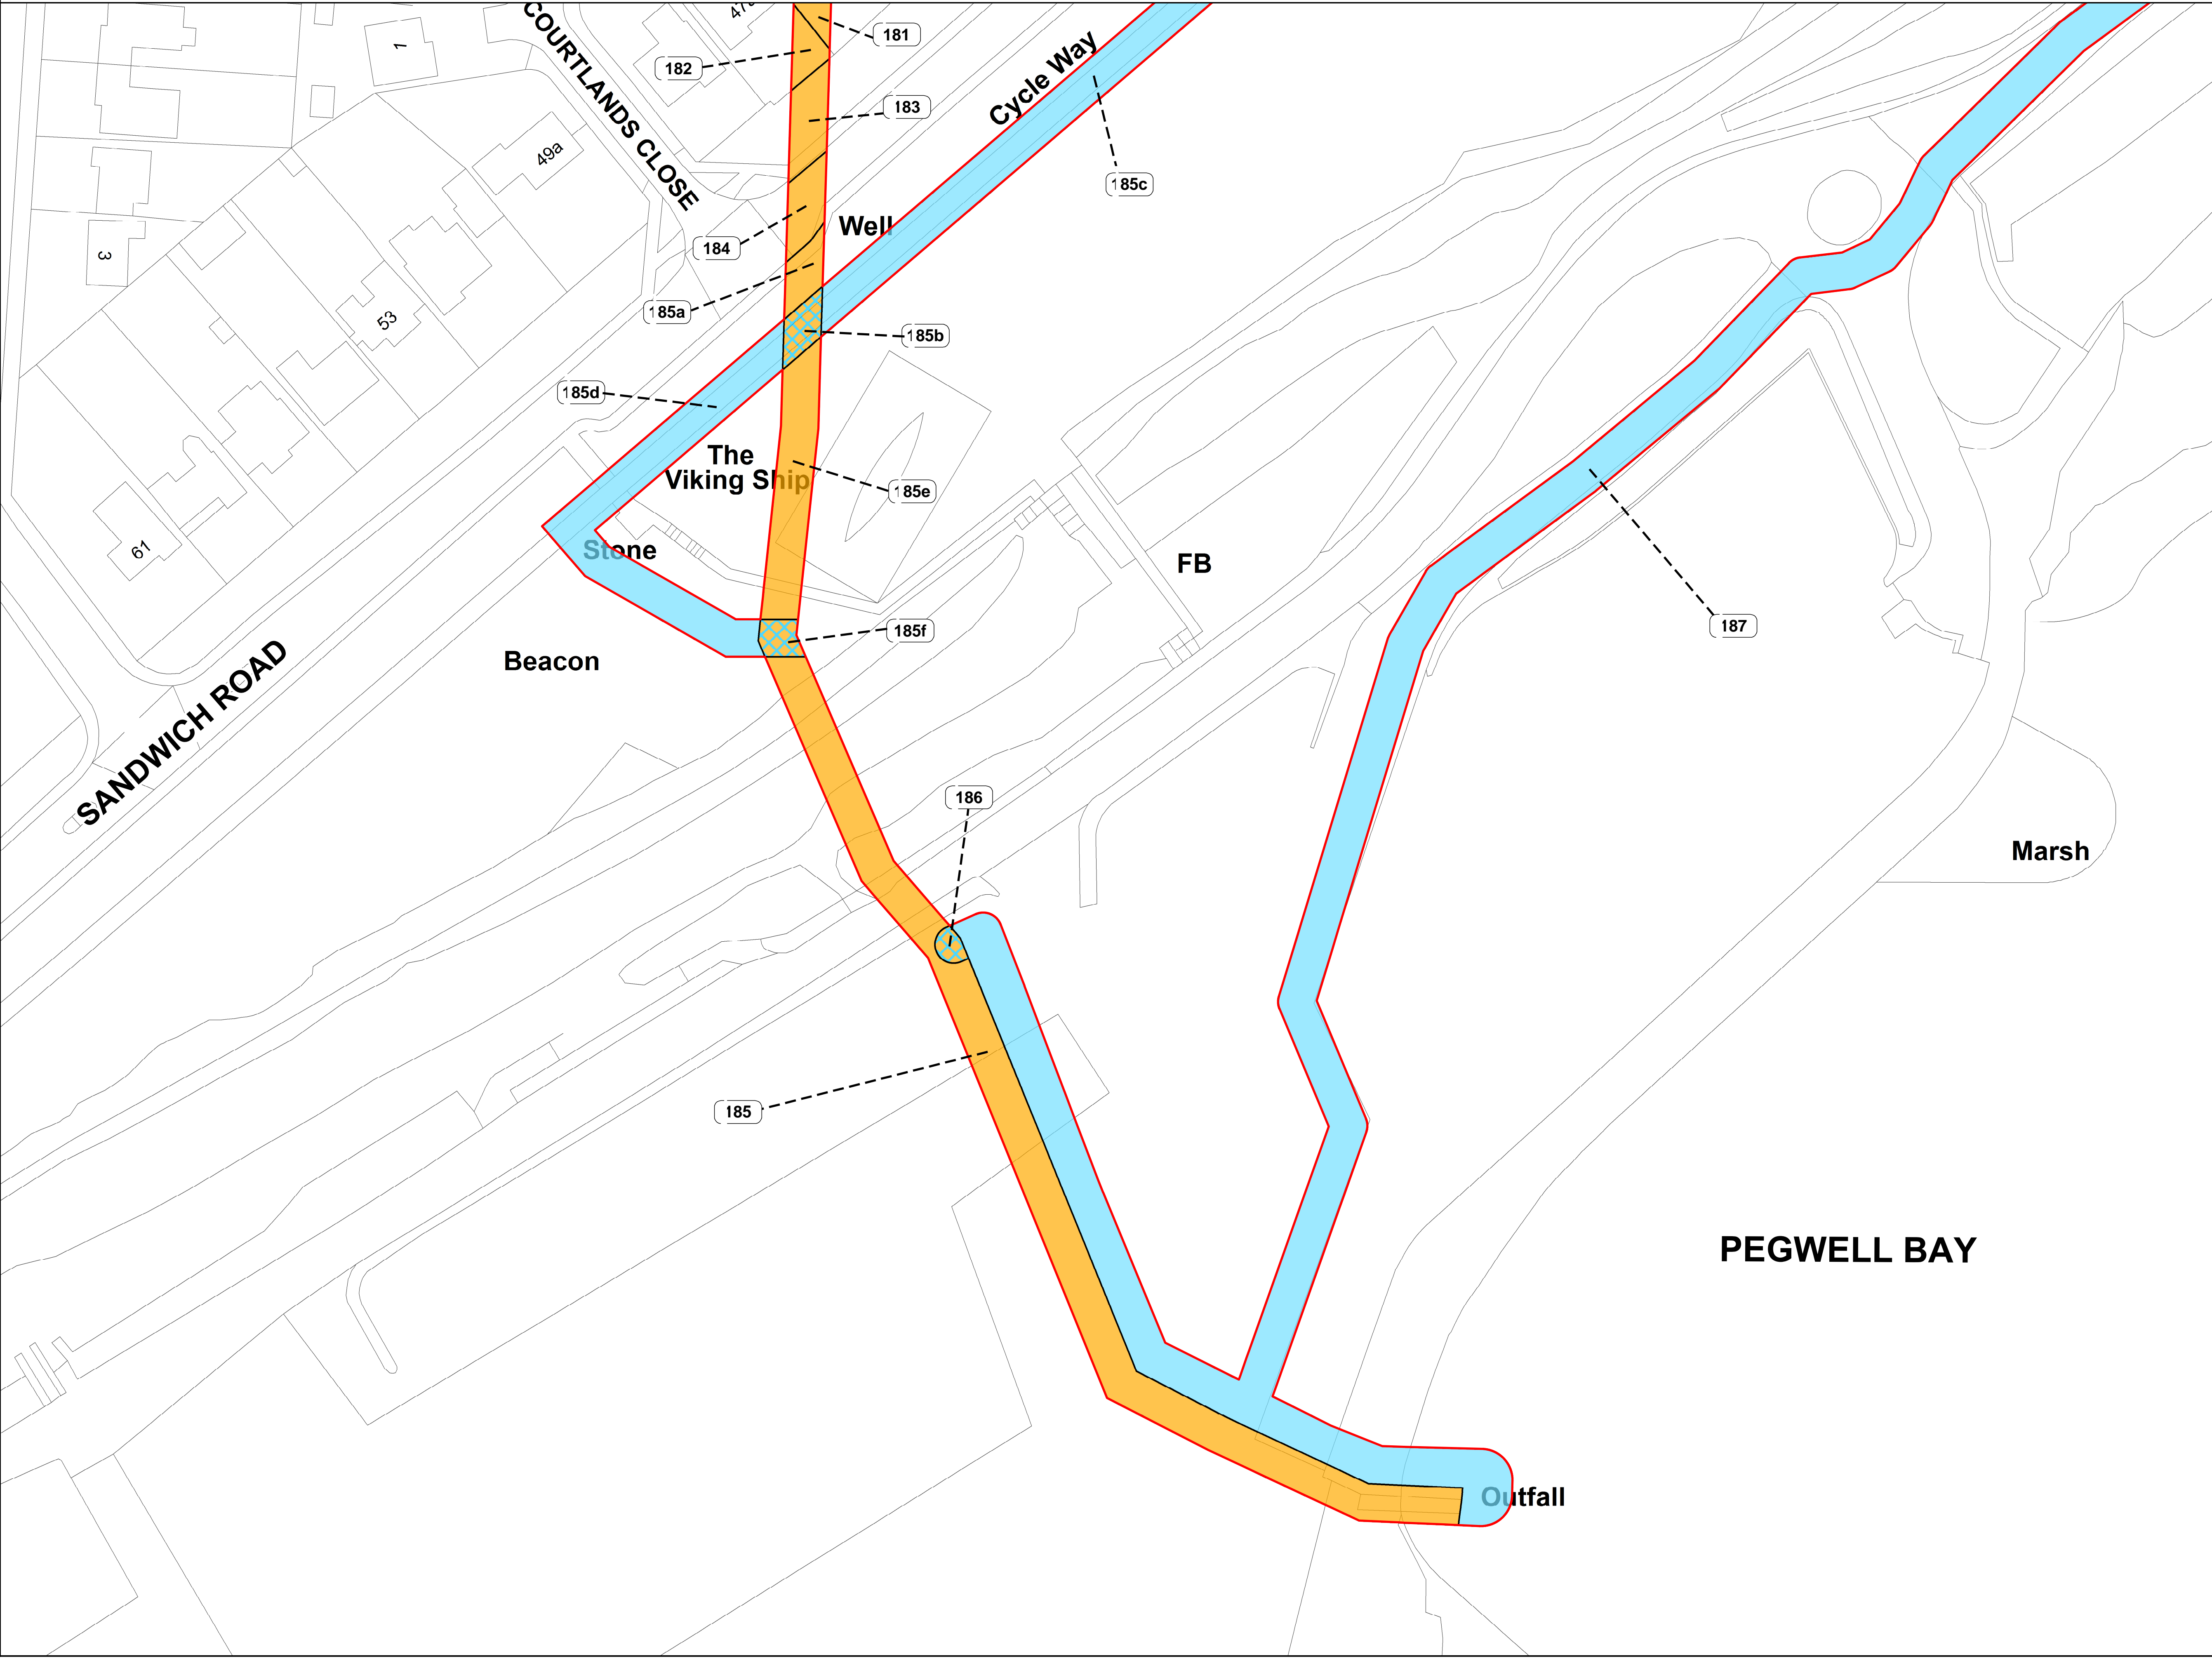 COURTLANDS CLOSE
1
181
182
183
Cycle Way
185c
49a
Well
184
3
185a
53
185b
185d
The
Viking Ship
185e
61
Stone
FB
185f
187
Beacon
SANDWICH ROAD
186
Marsh
185
PEGWELL BAY
Outfall